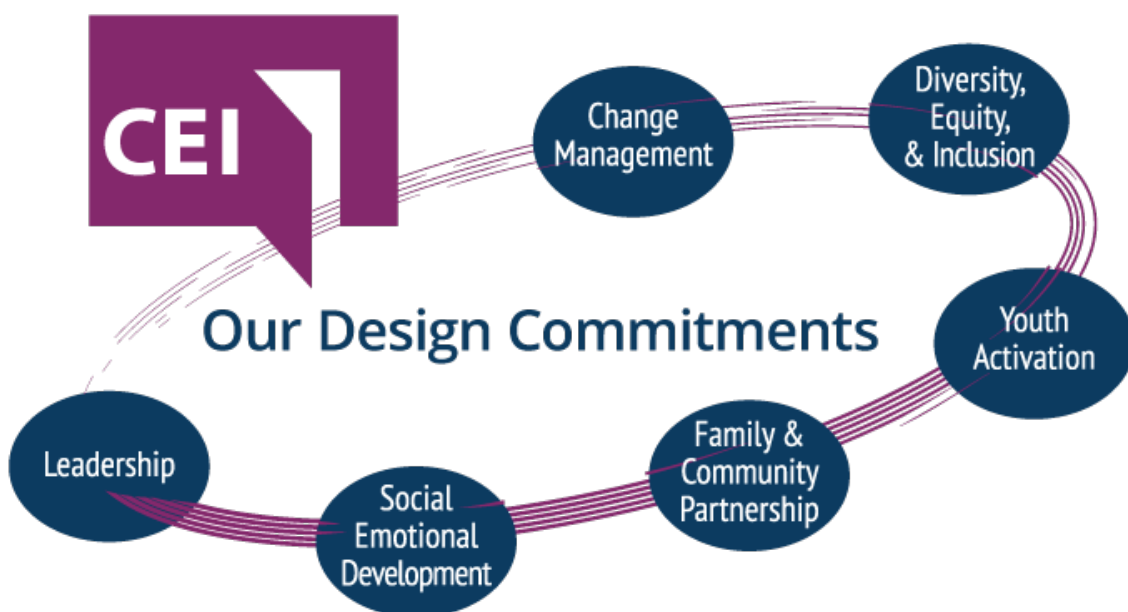 CEI
Change
Management
Diversity,
Equity,
& Inclusion
Our Design Commitments
Youth
Activation
Leadership
Family &
Community
Partnership
Social
Emotional
Development